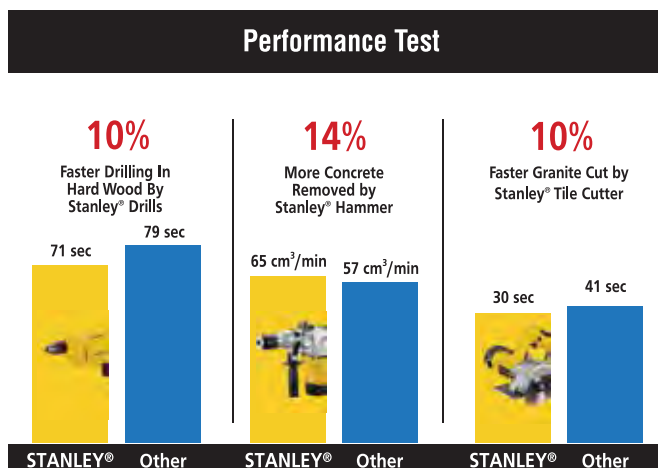 Performance Test
10%
Faster Drilling In
Hard Wood By
Stanley® Drills
71 sec
79 sec
STANLEY®
Other
14%
More Concrete
Removed by
Stanley® Hammer
65 cm³/min
57 cm³/min
STANLEY®
Other
10%
Faster Granite Cut by
Stanley® Tile Cutter
30 sec
41 sec
STANLEY®
Other